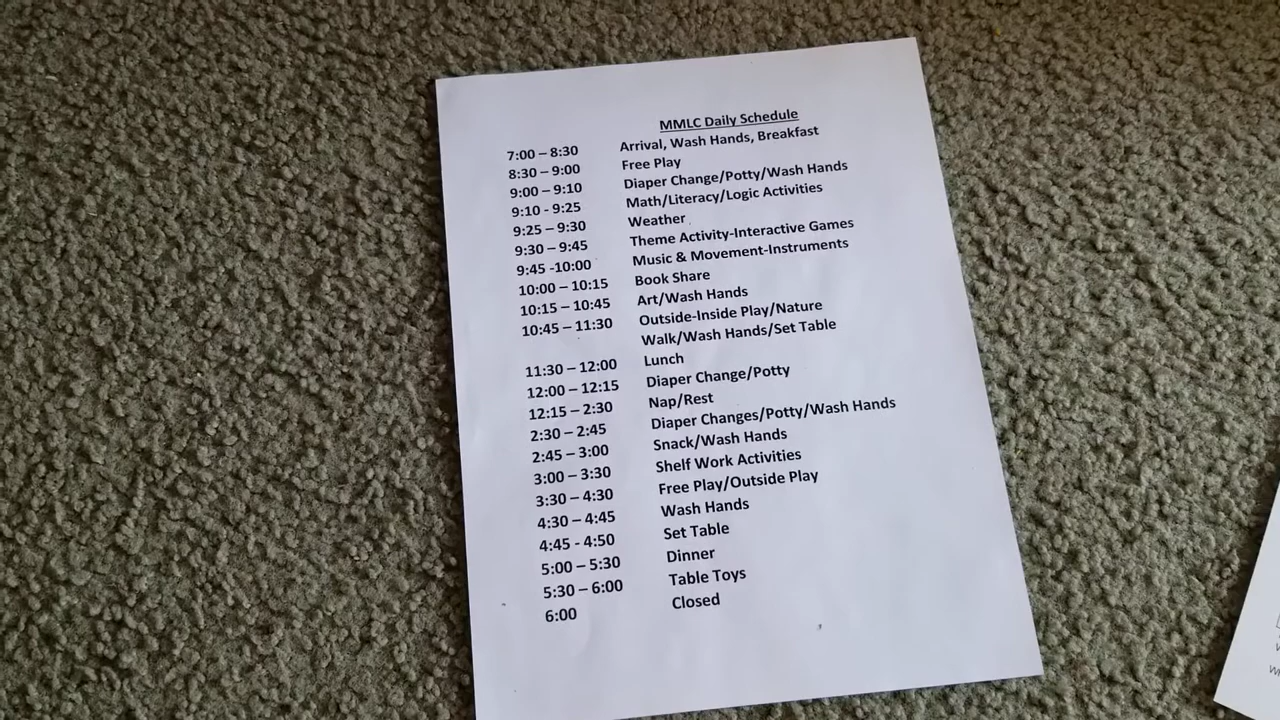 MMLC Daily Schedule
7:00 – 8:30 Arrival, Wash Hands, Breakfast
8:30 – 9:00 Free Play
9:00 – 9:10 Diaper Change/Potty/Wash Hands
9:10 - 9:25 Math/Literacy/Logic Activities
9:25 – 9:30 Weather
9:30 – 9:45 Theme Activity-Interactive Games
9:45 -10:00 Music & Movement-Instruments
10:00 – 10:15 Book Share
10:15 – 10:45 Art/Wash Hands
10:45 – 11:30 Outside-Inside Play/Nature
Walk/Wash Hands/Set Table
11:30 – 12:00 Lunch
12:00 – 12:15 Diaper Change/Potty
12:15 – 2:30 Nap/Rest
2:30 – 2:45 Diaper Changes/Potty/Wash Hands
2:45 – 3:00 Snack/Wash Hands
3:00 – 3:30 Shelf Work Activities
3:30 – 4:30 Free Play/Outside Play
4:30 – 4:45 Wash Hands
4:45 - 4:50 Set Table
5:00 – 5:30 Dinner
5:30 – 6:00 Table Toys
6:00 Closed